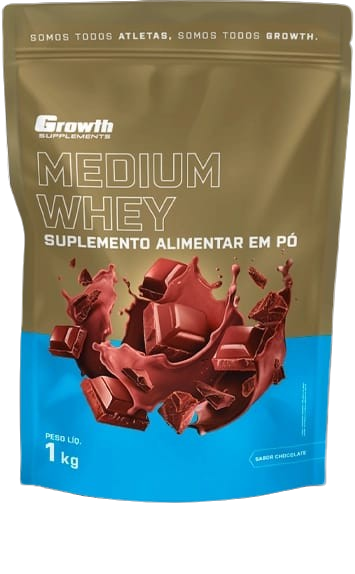 SOMOS TODOS ATLETAS, SOMOS TODOS GROWTH.
Growth
SUPPLEMENTS
MEDIUM
WHEY
SUPLEMENTO ALIMENTAR EM PÓ
PESO LÍQ.
1 kg
SABOR CHOCOLATE